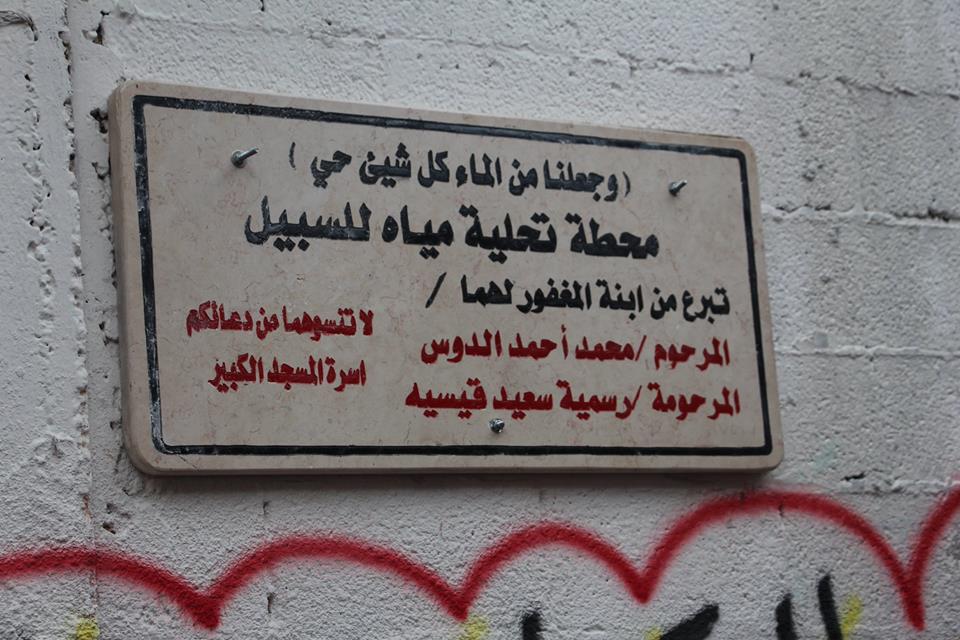 (وجعلنا من الماء كل شيئ حي)
محطة تحلية مياه للسبيل
تبرع من ابنة المغفور لهما /
المرحوم /محمد أحمد الدوس
المرحومة /رسمية سعيد قيسيه
لا تنسوهما من دعائكم
اسرة المسجد الكبير